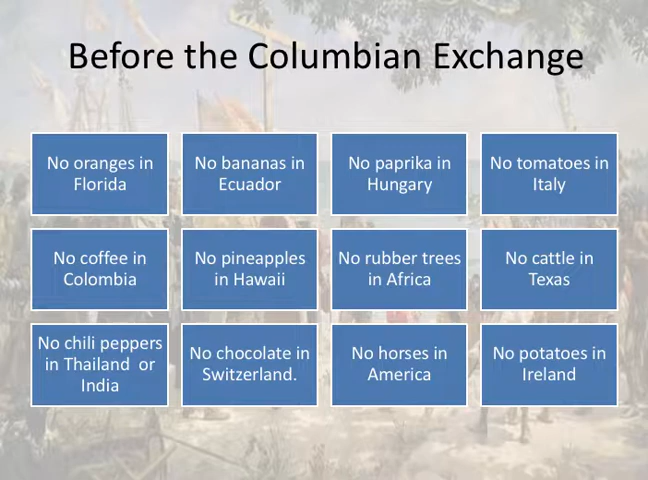 Before the Columbian Exchange
No oranges in
Florida
No bananas in
Ecuador
No paprika in
Hungary
No tomatoes in
Italy
No coffee in
Colombia
No pineapples
in Hawaii
No rubber trees
in Africa
No cattle in
Texas
No chili peppers
in Thailand  or
India
No chocolate in
Switzerland.
No horses in
America
No potatoes in
Ireland